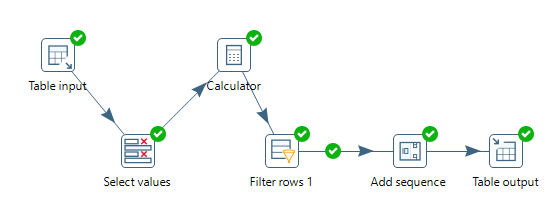 Table input
Calculator
Select values
Filter rows 1
Add sequence
Table output